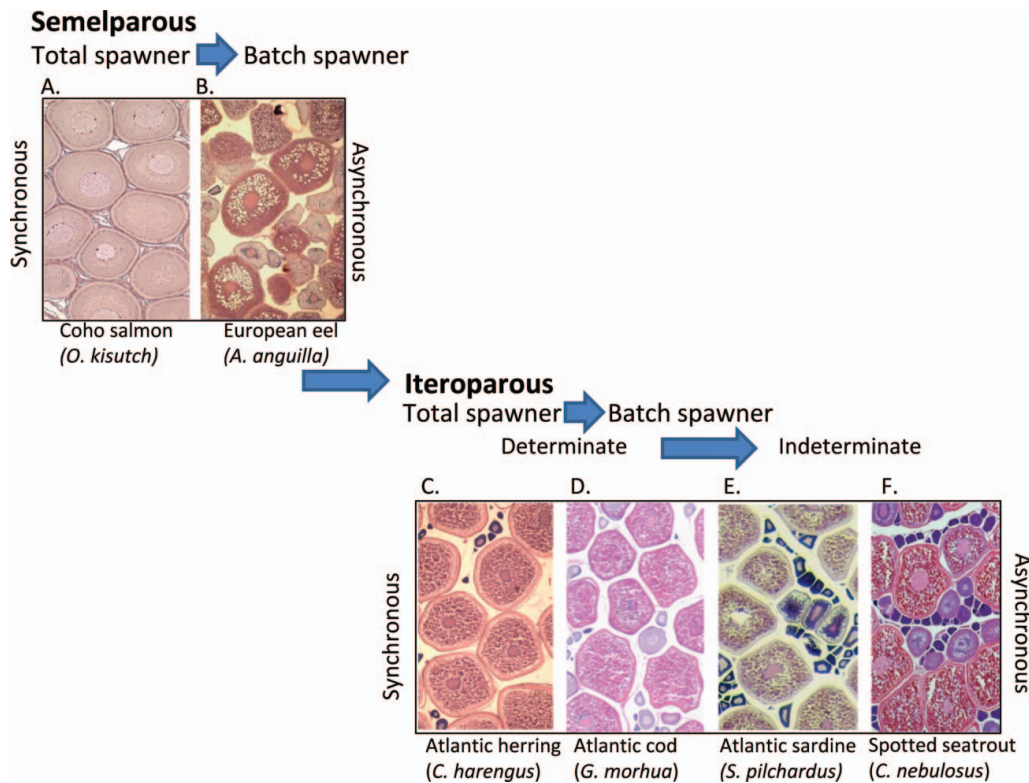 Semelparous
Total spawner Batch spawner
A. B.
Synchronous
Asynchronous
Coho salmon European eel
(O. kisutch) (A. anguilla)
Iteroparous
Total spawner Batch spawner
Determinate Indeterminate
C. D. E. F.
Synchronous
Asynchronous
Atlantic herring Atlantic cod Atlantic sardine Spotted seatrout
(C. harengus) (G. morhua) (S. pilchardus) (C. nebulosus)